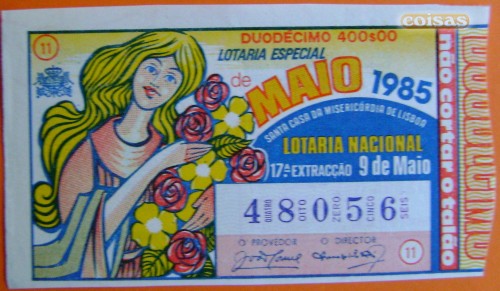 coisas
DUODÉCIMO 400$00
11
LOTARIA ESPECIAL
de MAIO 1985
SANTA CASA DA MISERICÓRDIA DE LISBOA
LOTARIA NACIONAL
17ª EXTRACÇÃO 9 de Maio
4 QUATRO 8 OITO 0 ZERO 5 CINCO 6 SEIS
O PROVEDOR O DIRECTOR
11
não cortar o talão